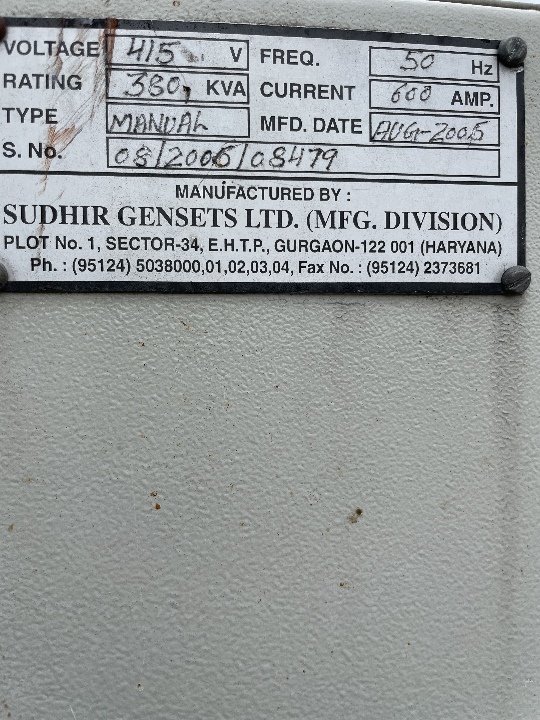 VOLTAGE 415 V FREQ. 50 Hz
RATING 380, KVA CURRENT 600 AMP.
TYPE MANUAL MFD. DATE AUG-2005
S. No. 08/2005/08479
MANUFACTURED BY :
SUDHIR GENSETS LTD. (MFG. DIVISION)
PLOT No. 1, SECTOR-34, E.H.T.P., GURGAON-122 001 (HARYANA)
Ph. : (95124) 5038000,01,02,03,04, Fax No. : (95124) 2373681